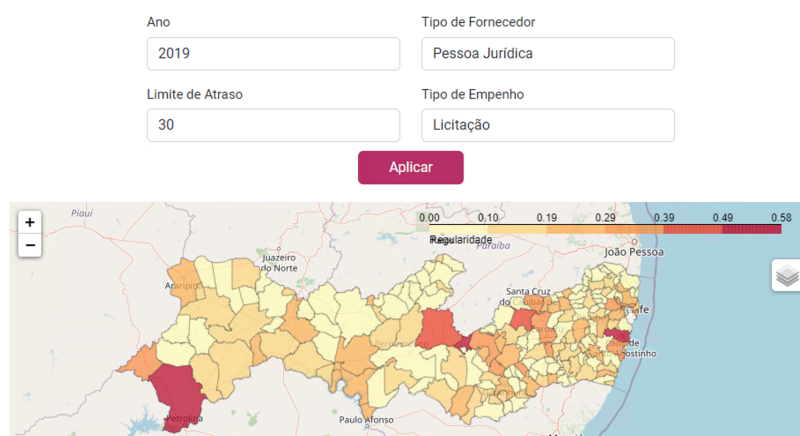 Ano
Tipo de Fornecedor
2019
Pessoa Jurídica
Limite de Atraso
Tipo de Empenho
30
Licitação
Aplicar
+
−
Piauí
0.00 0.10 0.19 0.29 0.39 0.49 0.58
Regularidade
Paraíba
João Pessoa
Juazeiro
do Norte
Santa Cruz
do
Petrolina
Paulo Afonso
Agostinho